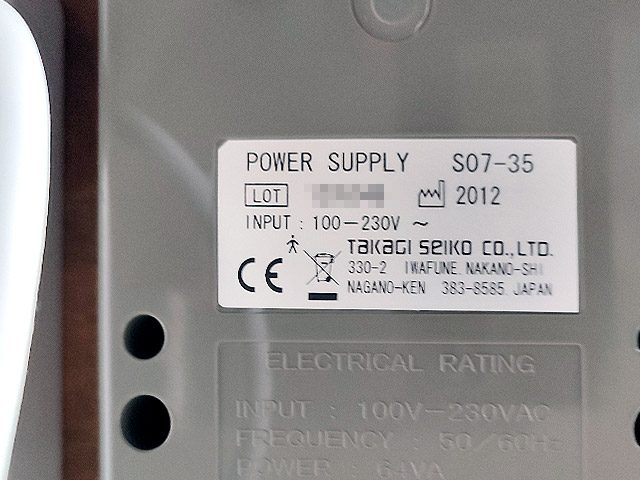 POWER SUPPLY S07-35
LOT 2012
INPUT : 100-230V ~
TAKAGI SEIKO CO.,LTD.
330-2 IWAFUNE, NAKANO-SHI
NAGANO-KEN 383-8585 JAPAN
CE
ELECTRICAL RATING
INPUT : 100V-230VAC
FREQUENCY : 50/60Hz
POWER : 64VA